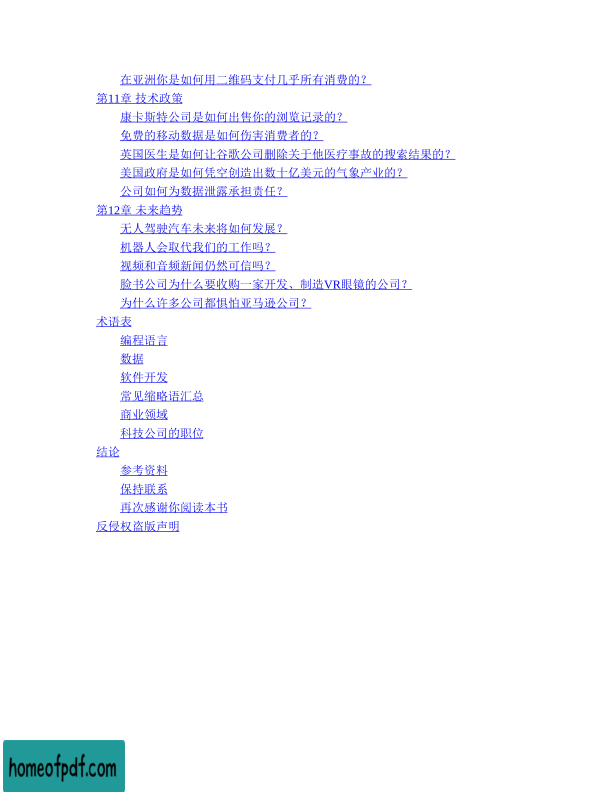 在亚洲你是如何用二维码支付几乎所有消费的？
第11章 技术政策
康卡斯特公司是如何出售你的浏览记录的？
免费的移动数据是如何伤害消费者的？
英国医生是如何让谷歌公司删除关于他医疗事故的搜索结果的？
美国政府是如何凭空创造出数十亿美元的气象产业的？
公司如何为数据泄露承担责任？
第12章 未来趋势
无人驾驶汽车未来将如何发展？
机器人会取代我们的工作吗？
视频和音频新闻仍然可信吗？
脸书公司为什么要收购一家开发、制造VR眼镜的公司？
为什么许多公司都惧怕亚马逊公司？
术语表
编程语言
数据
软件开发
常见缩略语汇总
商业领域
科技公司的职位
结论
参考资料
保持联系
再次感谢你阅读本书
反侵权盗版声明
homeofpdf.com